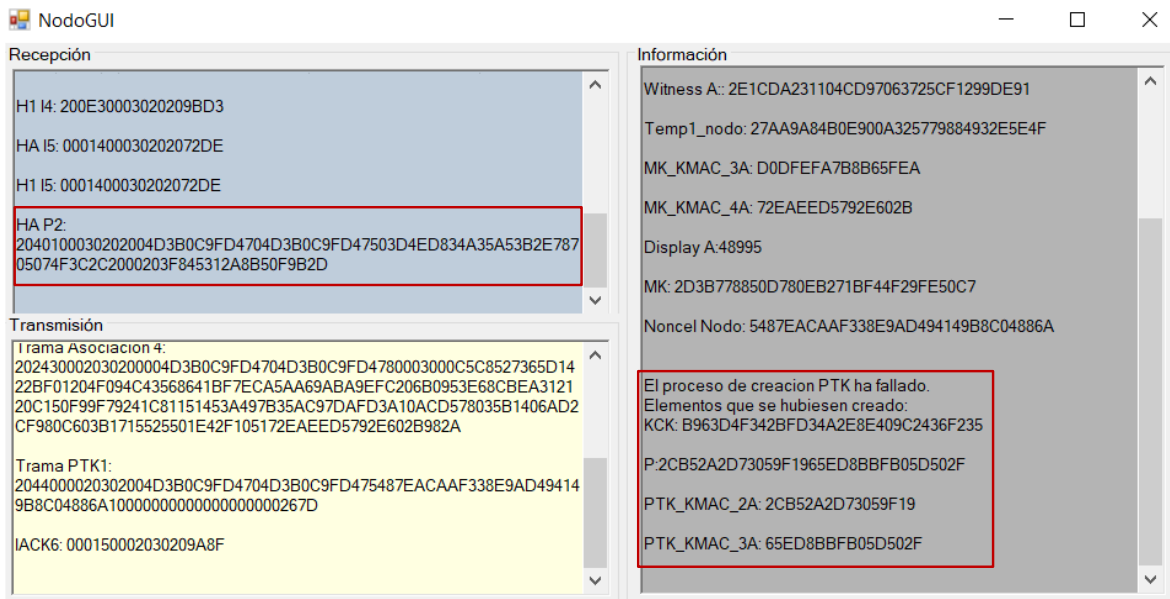 NodoGUI
Recepción
H1 I4: 200E30003020209BD3
HA I5: 0001400030202072DE
H1 I5: 0001400030202072DE
HA P2:
2040100030202004D3B0C9FD4704D3B0C9FD47503D4ED834A35A53B2E787
05074F3C2C2000203F845312A8B50F9B2D
Transmisión
Trama Asociacion 4:
202430002030200004D3B0C9FD4704D3B0C9FD4780003000C5C8527365D14
22BF01204F094C43568641BF7ECA5AA69ABA9EFC206B0953E68CBEA3121
20C150F99F79241C81151453A497B35AC97DAFD3A10ACD578035B1406AD2
CF980C603B1715525501E42F105172EAEED5792E602B982A
Trama PTK1:
2044000020302004D3B0C9FD4704D3B0C9FD475487EACAAF338E9AD49414
9B8C04886A10000000000000000000267D
IACK6: 000150002030209A8F
Información
Witness A:: 2E1CDA231104CD97063725CF1299DE91
Temp1_nodo: 27AA9A84B0E900A325779884932E5E4F
MK_KMAC_3A: D0DFEFA7B8B65FEA
MK_KMAC_4A: 72EAEED5792E602B
Display A:48995
MK: 2D3B778850D780EB271BF44F29FE50C7
Noncel Nodo: 5487EACAAF338E9AD494149B8C04886A
El proceso de creacion PTK ha fallado.
Elementos que se hubiesen creado:
KCK: B963D4F342BFD34A2E8E409C2436F235
P:2CB52A2D73059F1965ED8BBFB05D502F
PTK_KMAC_2A: 2CB52A2D73059F19
PTK_KMAC_3A: 65ED8BBFB05D502F